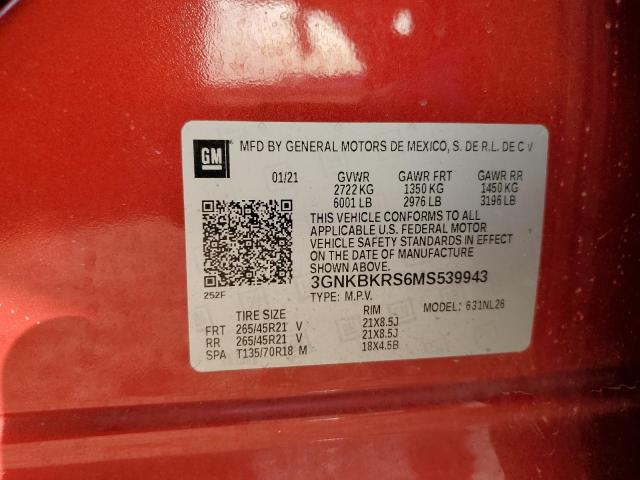 GM MFD BY GENERAL MOTORS DE MEXICO, S. DE R.L. DE C V
01/21 GVWR GAWR FRT GAWR RR
2722 KG 1350 KG 1450 KG
6001 LB 2976 LB 3196 LB
THIS VEHICLE CONFORMS TO ALL
APPLICABLE U.S. FEDERAL MOTOR
VEHICLE SAFETY STANDARDS IN EFFECT
ON THE DATE OF MANUFACTURE
SHOWN ABOVE.
252F 3GNKBKRS6MS539943
TYPE: M.P.V. MODEL: 631NL26
TIRE SIZE RIM
FRT 265/45R21 V 21X8.5J
RR 265/45R21 V 21X8.5J
SPA T135/70R18 M 18X4.5B